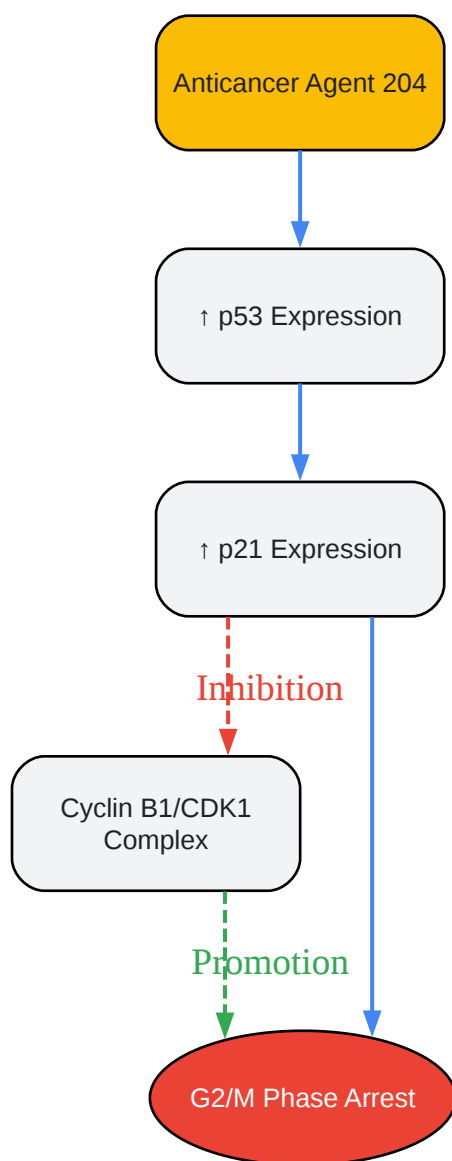 Anticancer Agent 204
↑ p53 Expression
↑ p21 Expression
Inhibition
Cyclin B1/CDK1
Complex
Promotion
G2/M Phase Arrest